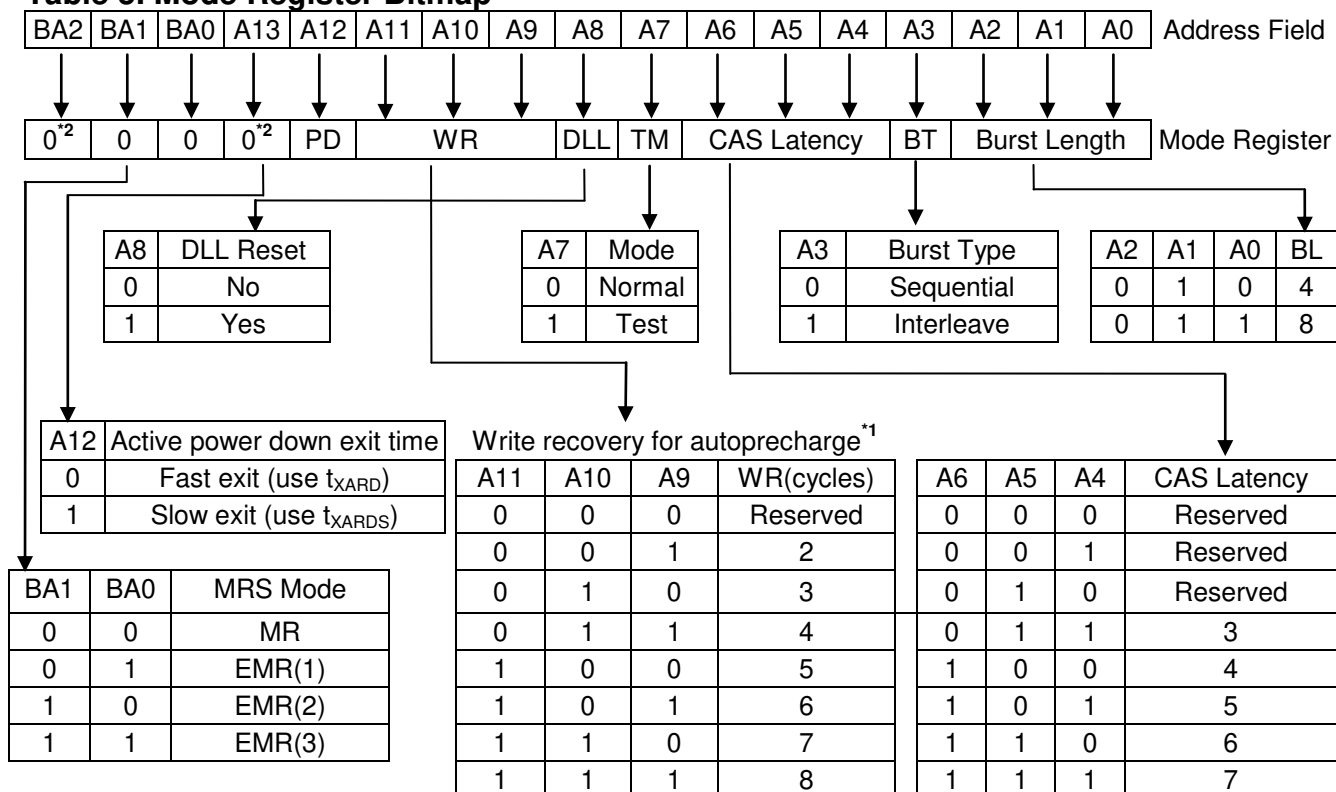 Table 5. Mode Register Bitmap
BA2 BA1 BA0 A13 A12 A11 A10 A9 A8 A7 A6 A5 A4 A3 A2 A1 A0 Address Field
0*2 0 0 0*2 PD WR DLL TM CAS Latency BT Burst Length Mode Register
A8 DLL Reset
0 No
1 Yes
A7 Mode
0 Normal
1 Test
A3 Burst Type
0 Sequential
1 Interleave
A2 A1 A0 BL
0 1 0 4
0 1 1 8
A12 Active power down exit time
0 Fast exit (use tXARD)
1 Slow exit (use tXARDS)
BA1 BA0 MRS Mode
0 0 MR
0 1 EMR(1)
1 0 EMR(2)
1 1 EMR(3)
Write recovery for autoprecharge*1
A11 A10 A9 WR(cycles)
0 0 0 Reserved
0 0 1 2
0 1 0 3
0 1 1 4
1 0 0 5
1 0 1 6
1 1 0 7
1 1 1 8
A6 A5 A4 CAS Latency
0 0 0 Reserved
0 0 1 Reserved
0 1 0 Reserved
0 1 1 3
1 0 0 4
1 0 1 5
1 1 0 6
1 1 1 7